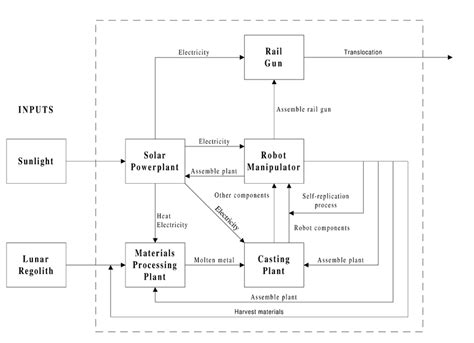 Electricity
Rail
Gun
Translocation
INPUTS
Assemble rail gun
Sunlight
Solar
Powerplant
Electricity
Assemble plant
Robot
Manipulator
Other components
Self-replication
process
Electricity
Heat
Electricity
Robot components
Lunar
Regolith
Materials
Processing
Plant
Molten metal
Casting
Plant
Assemble plant
Assemble plant
Harvest materials